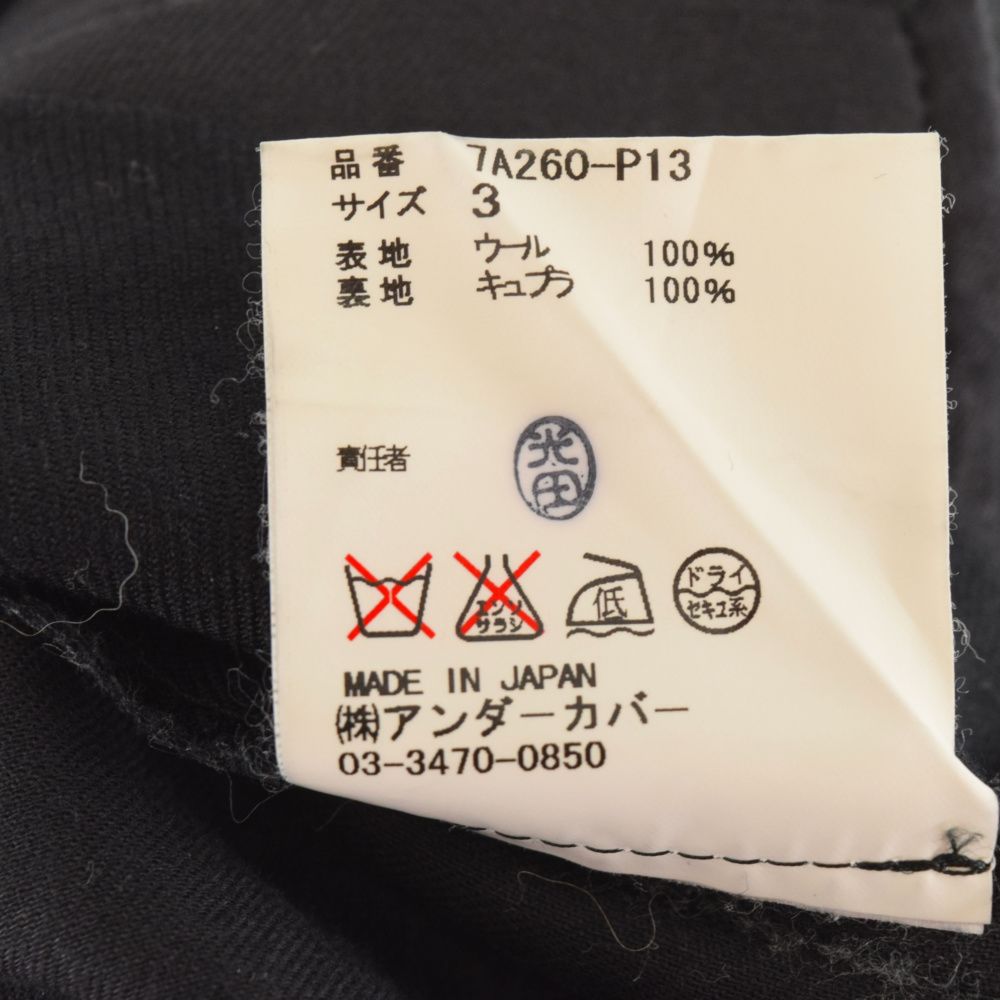 品番 7A260-P13
サイズ 3
表地 ウール 100%
裏地 キュプラ 100%
責任者
光田
エンソ
サラシ
低
ドライ
セキユ系
MADE IN JAPAN
(株)アンダーカバー
03-3470-0850